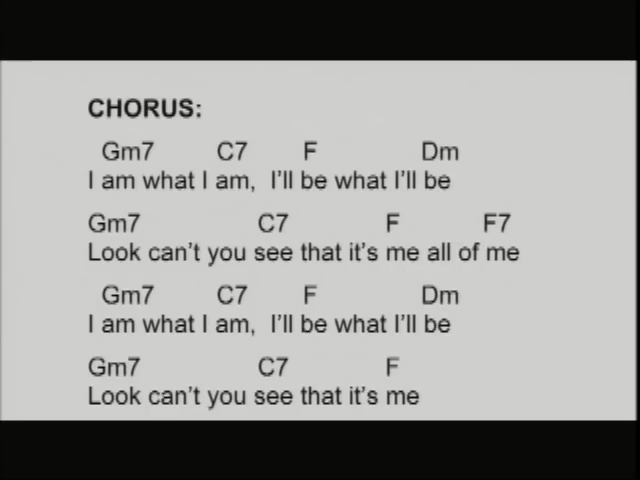 CHORUS:
Gm7 C7 F Dm
I am what I am, I'll be what I'll be
Gm7 C7 F F7
Look can't you see that it's me all of me
Gm7 C7 F Dm
I am what I am, I'll be what I'll be
Gm7 C7 F
Look can't you see that it's me